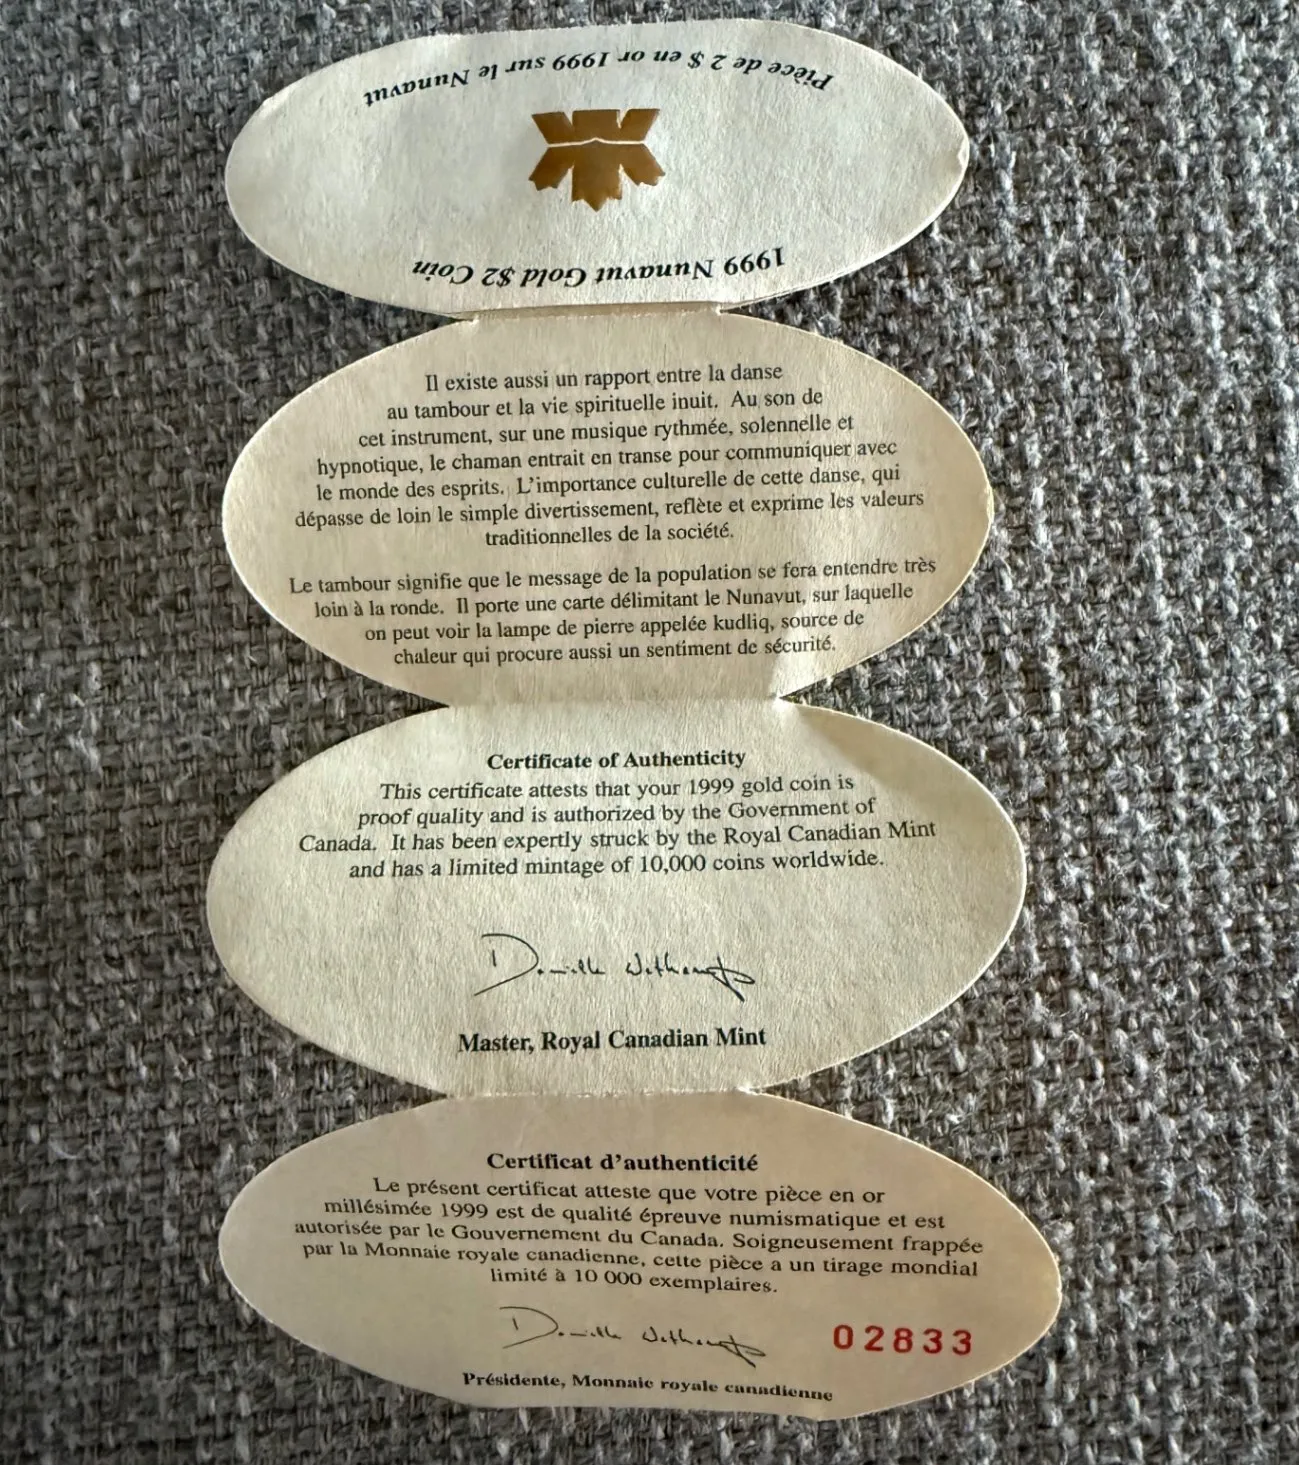 Pièce de 2 $ en or 1999 sur le Nunavut
1999 Nunavut Gold $2 Coin
Il existe aussi un rapport entre la danse
au tambour et la vie spirituelle inuit. Au son de
cet instrument, sur une musique rythmée, solennelle et
hypnotique, le chaman entrait en transe pour communiquer avec
le monde des esprits. L'importance culturelle de cette danse, qui
dépasse de loin le simple divertissement, reflète et exprime les valeurs
traditionnelles de la société.
Le tambour signifie que le message de la population se fera entendre très
loin à la ronde. Il porte une carte délimitant le Nunavut, sur laquelle
on peut voir la lampe de pierre appelée kudliq, source de
chaleur qui procure aussi un sentiment de sécurité.
Certificate of Authenticity
This certificate attests that your 1999 gold coin is
proof quality and is authorized by the Government of
Canada. It has been expertly struck by the Royal Canadian Mint
and has a limited mintage of 10,000 coins worldwide.
Master, Royal Canadian Mint
Certificat d'authenticité
Le présent certificat atteste que votre pièce en or
millésimée 1999 est de qualité épreuve numismatique et est
autorisée par le Gouvernement du Canada. Soigneusement frappée
par la Monnaie royale canadienne, cette pièce a un tirage mondial
limité à 10 000 exemplaires.
02833
Présidente, Monnaie royale canadienne